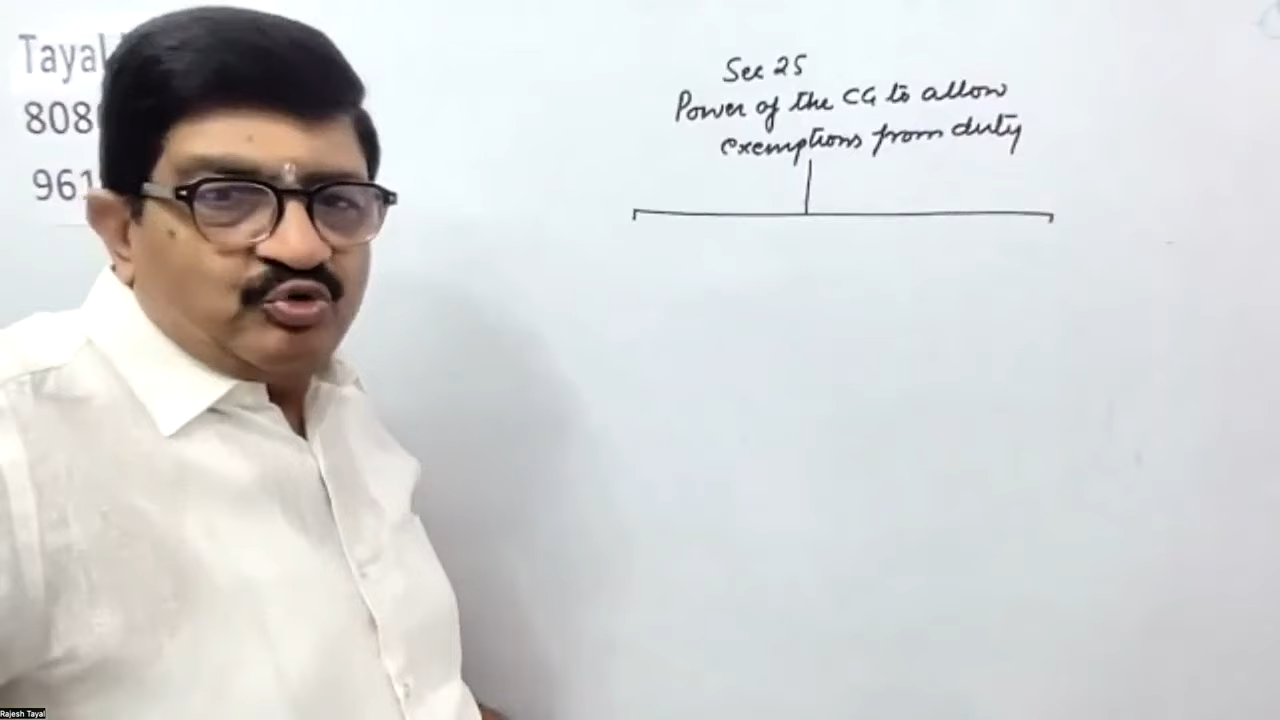 Tayal
808
961
Sec 25
Power of the CG to allow
exemptions from duty
Rajesh Tayal